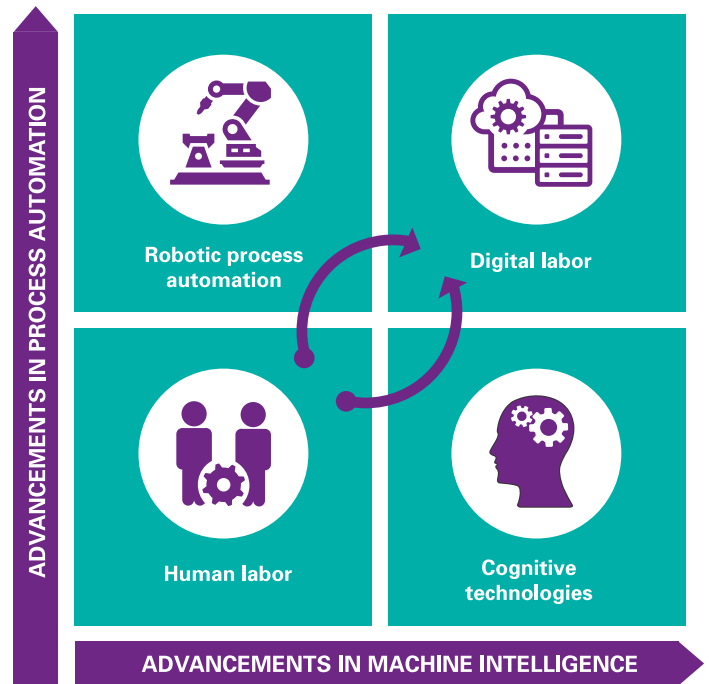 ADVANCEMENTS IN PROCESS AUTOMATION
Robotic process
automation
Digital labor
Human labor
Cognitive
technologies
ADVANCEMENTS IN MACHINE INTELLIGENCE